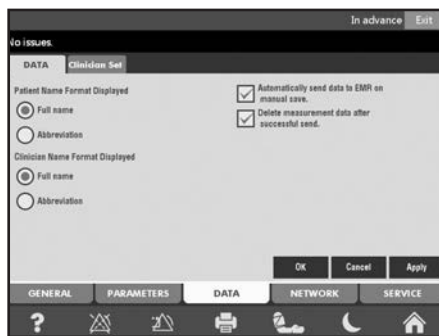 In advance Exit
No issues.
DATA Clinician Set
Patient Name Format Displayed
Full name
Abbreviation
Clinician Name Format Displayed
Full name
Abbreviation
Automatically send data to EMR on
manual save.
Delete measurement data after
successful send.
OK Cancel Apply
GENERAL PARAMETERS DATA NETWORK SERVICE
?